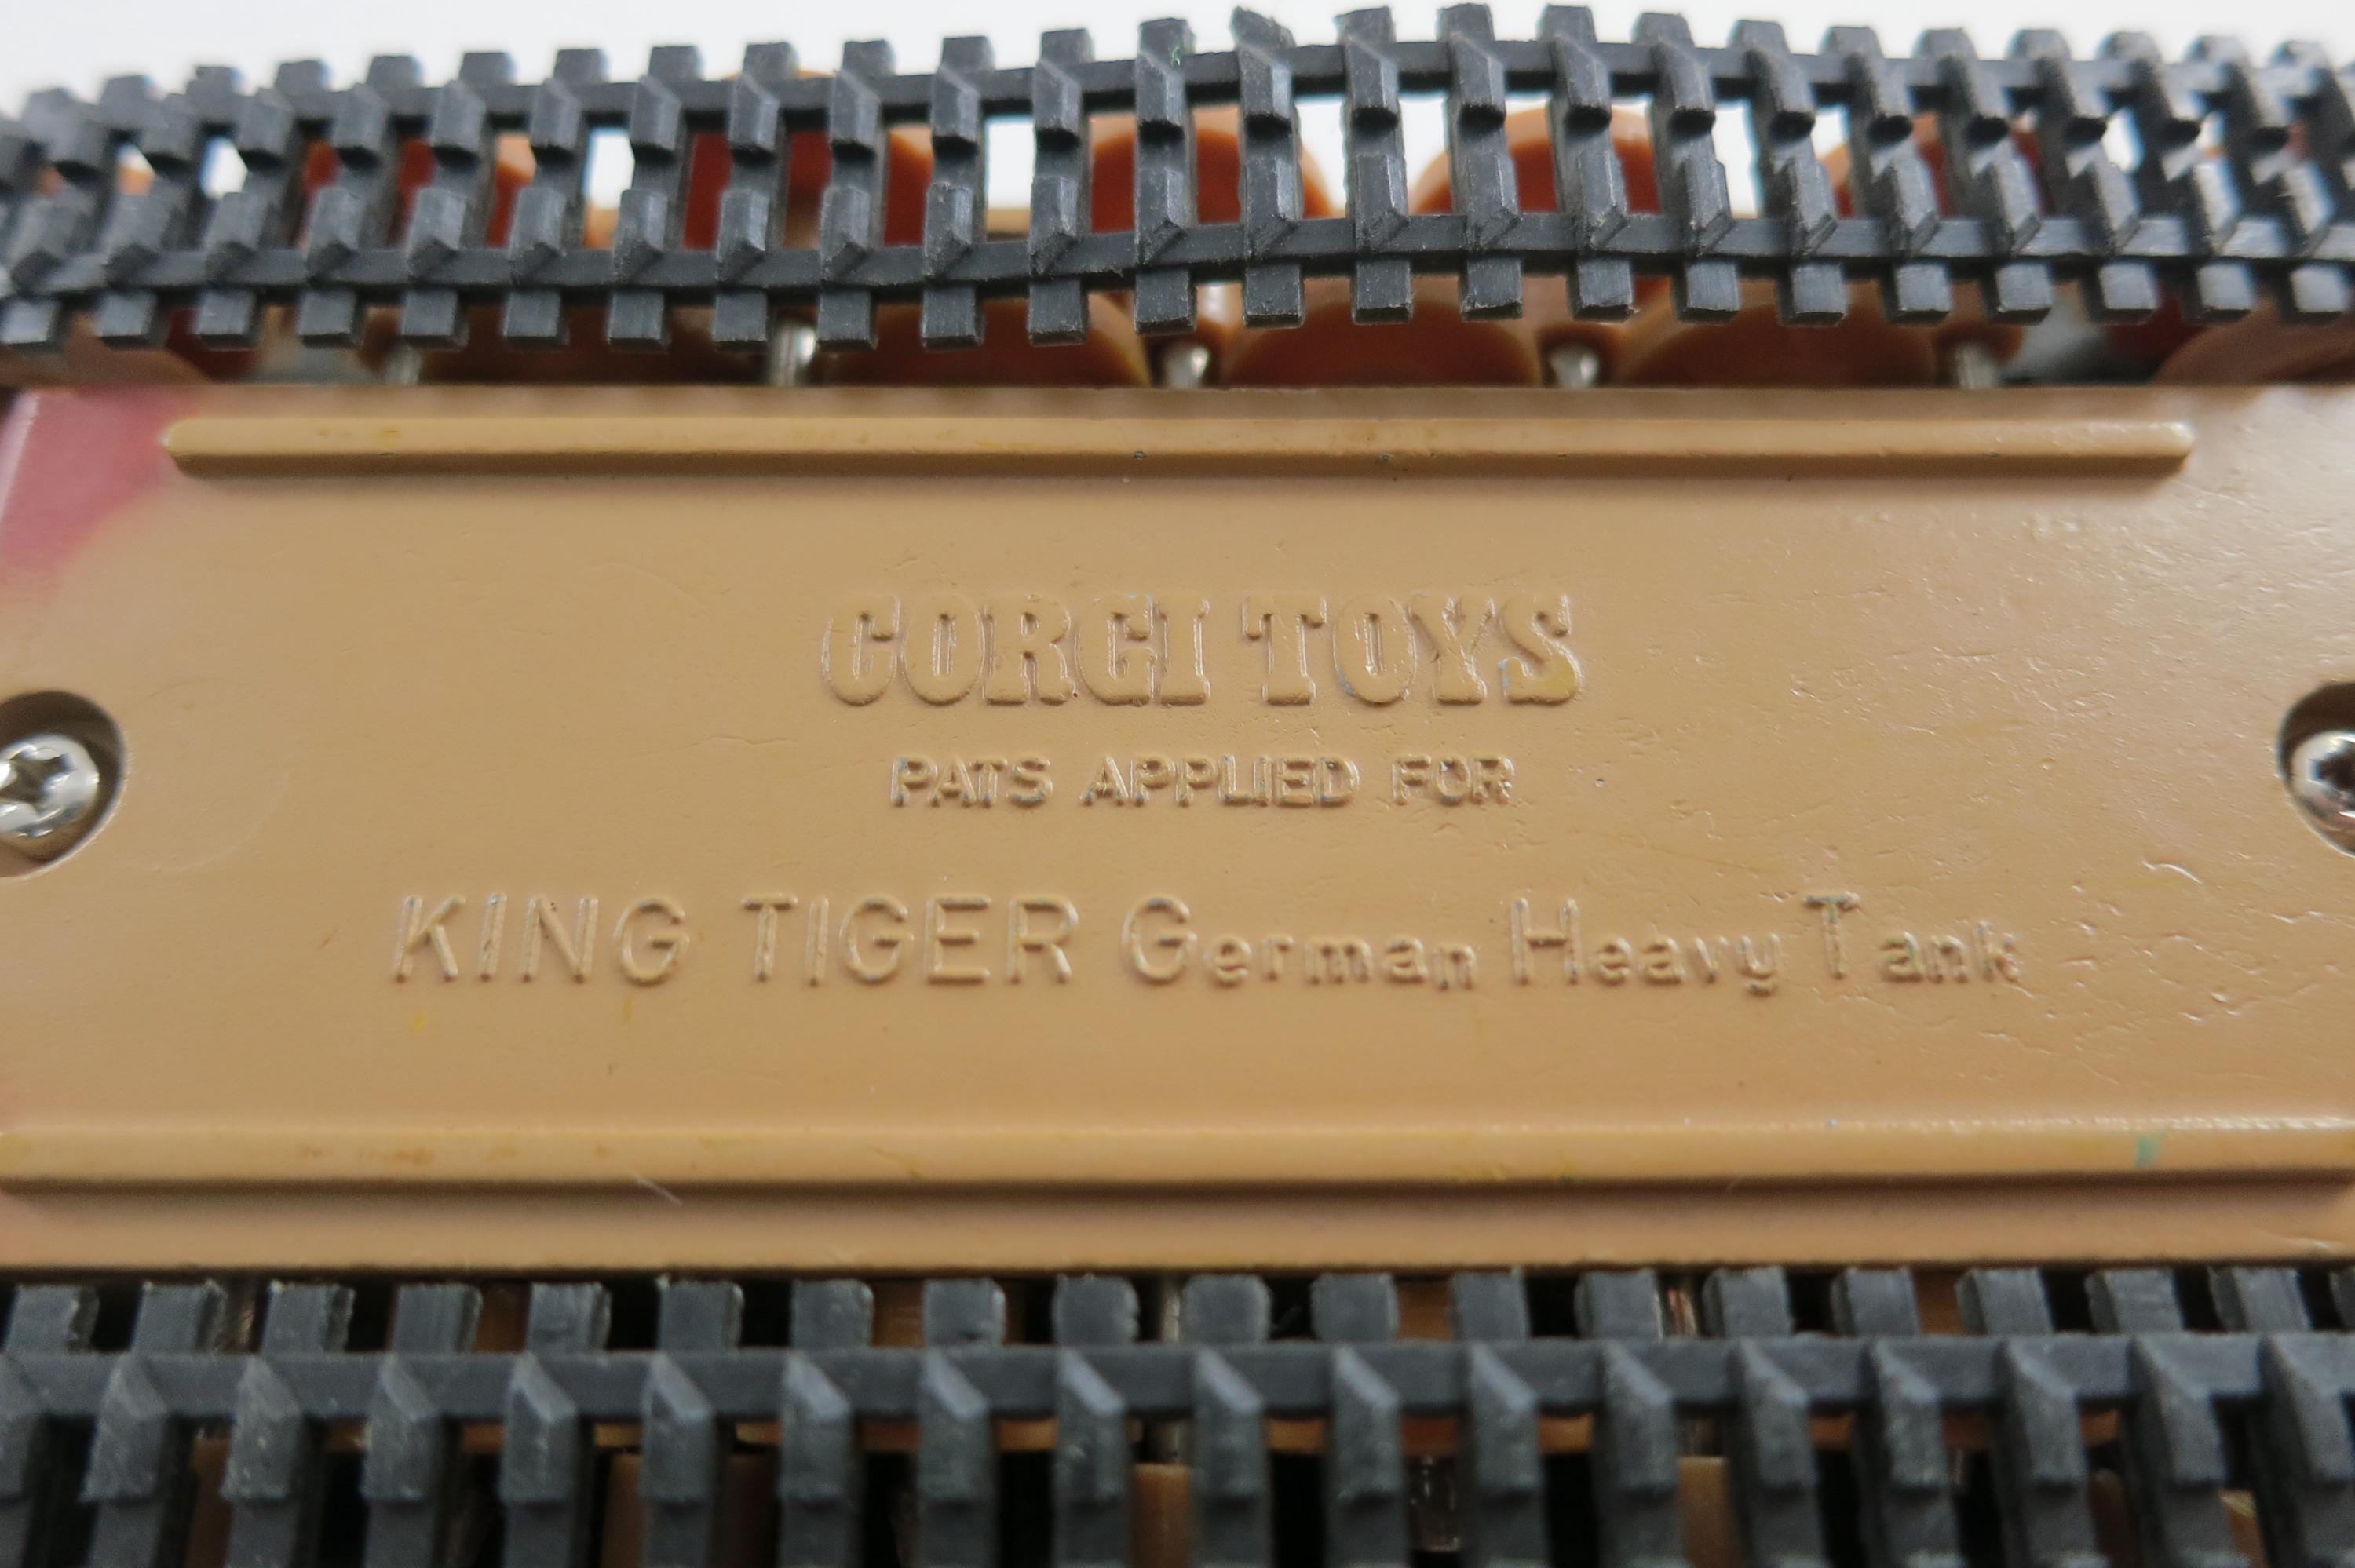 CORGI TOYS
PATS APPLIED FOR
KING TIGER German Heavy Tank